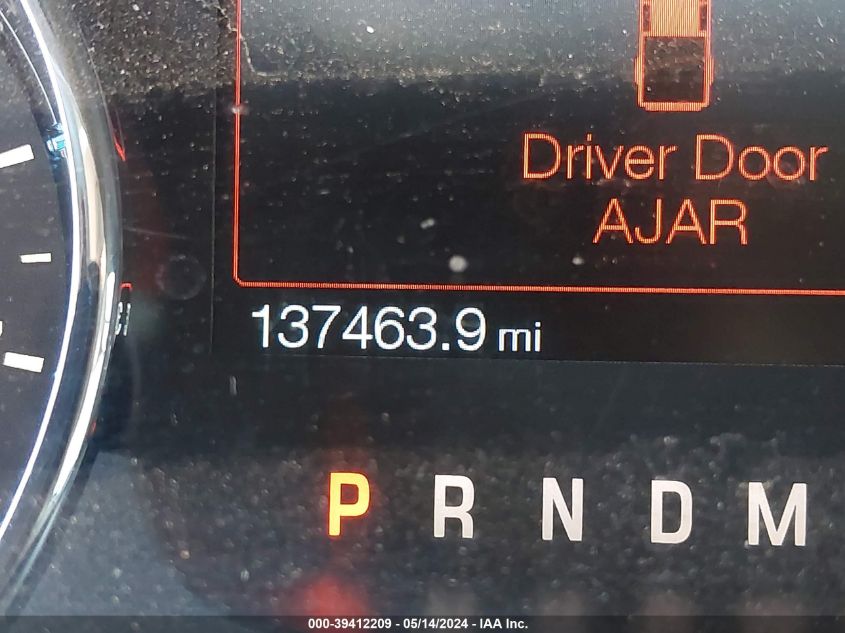 Driver Door
AJAR
137463.9 mi
P R N D M
000-39412209 - 05/14/2024 - IAA Inc.